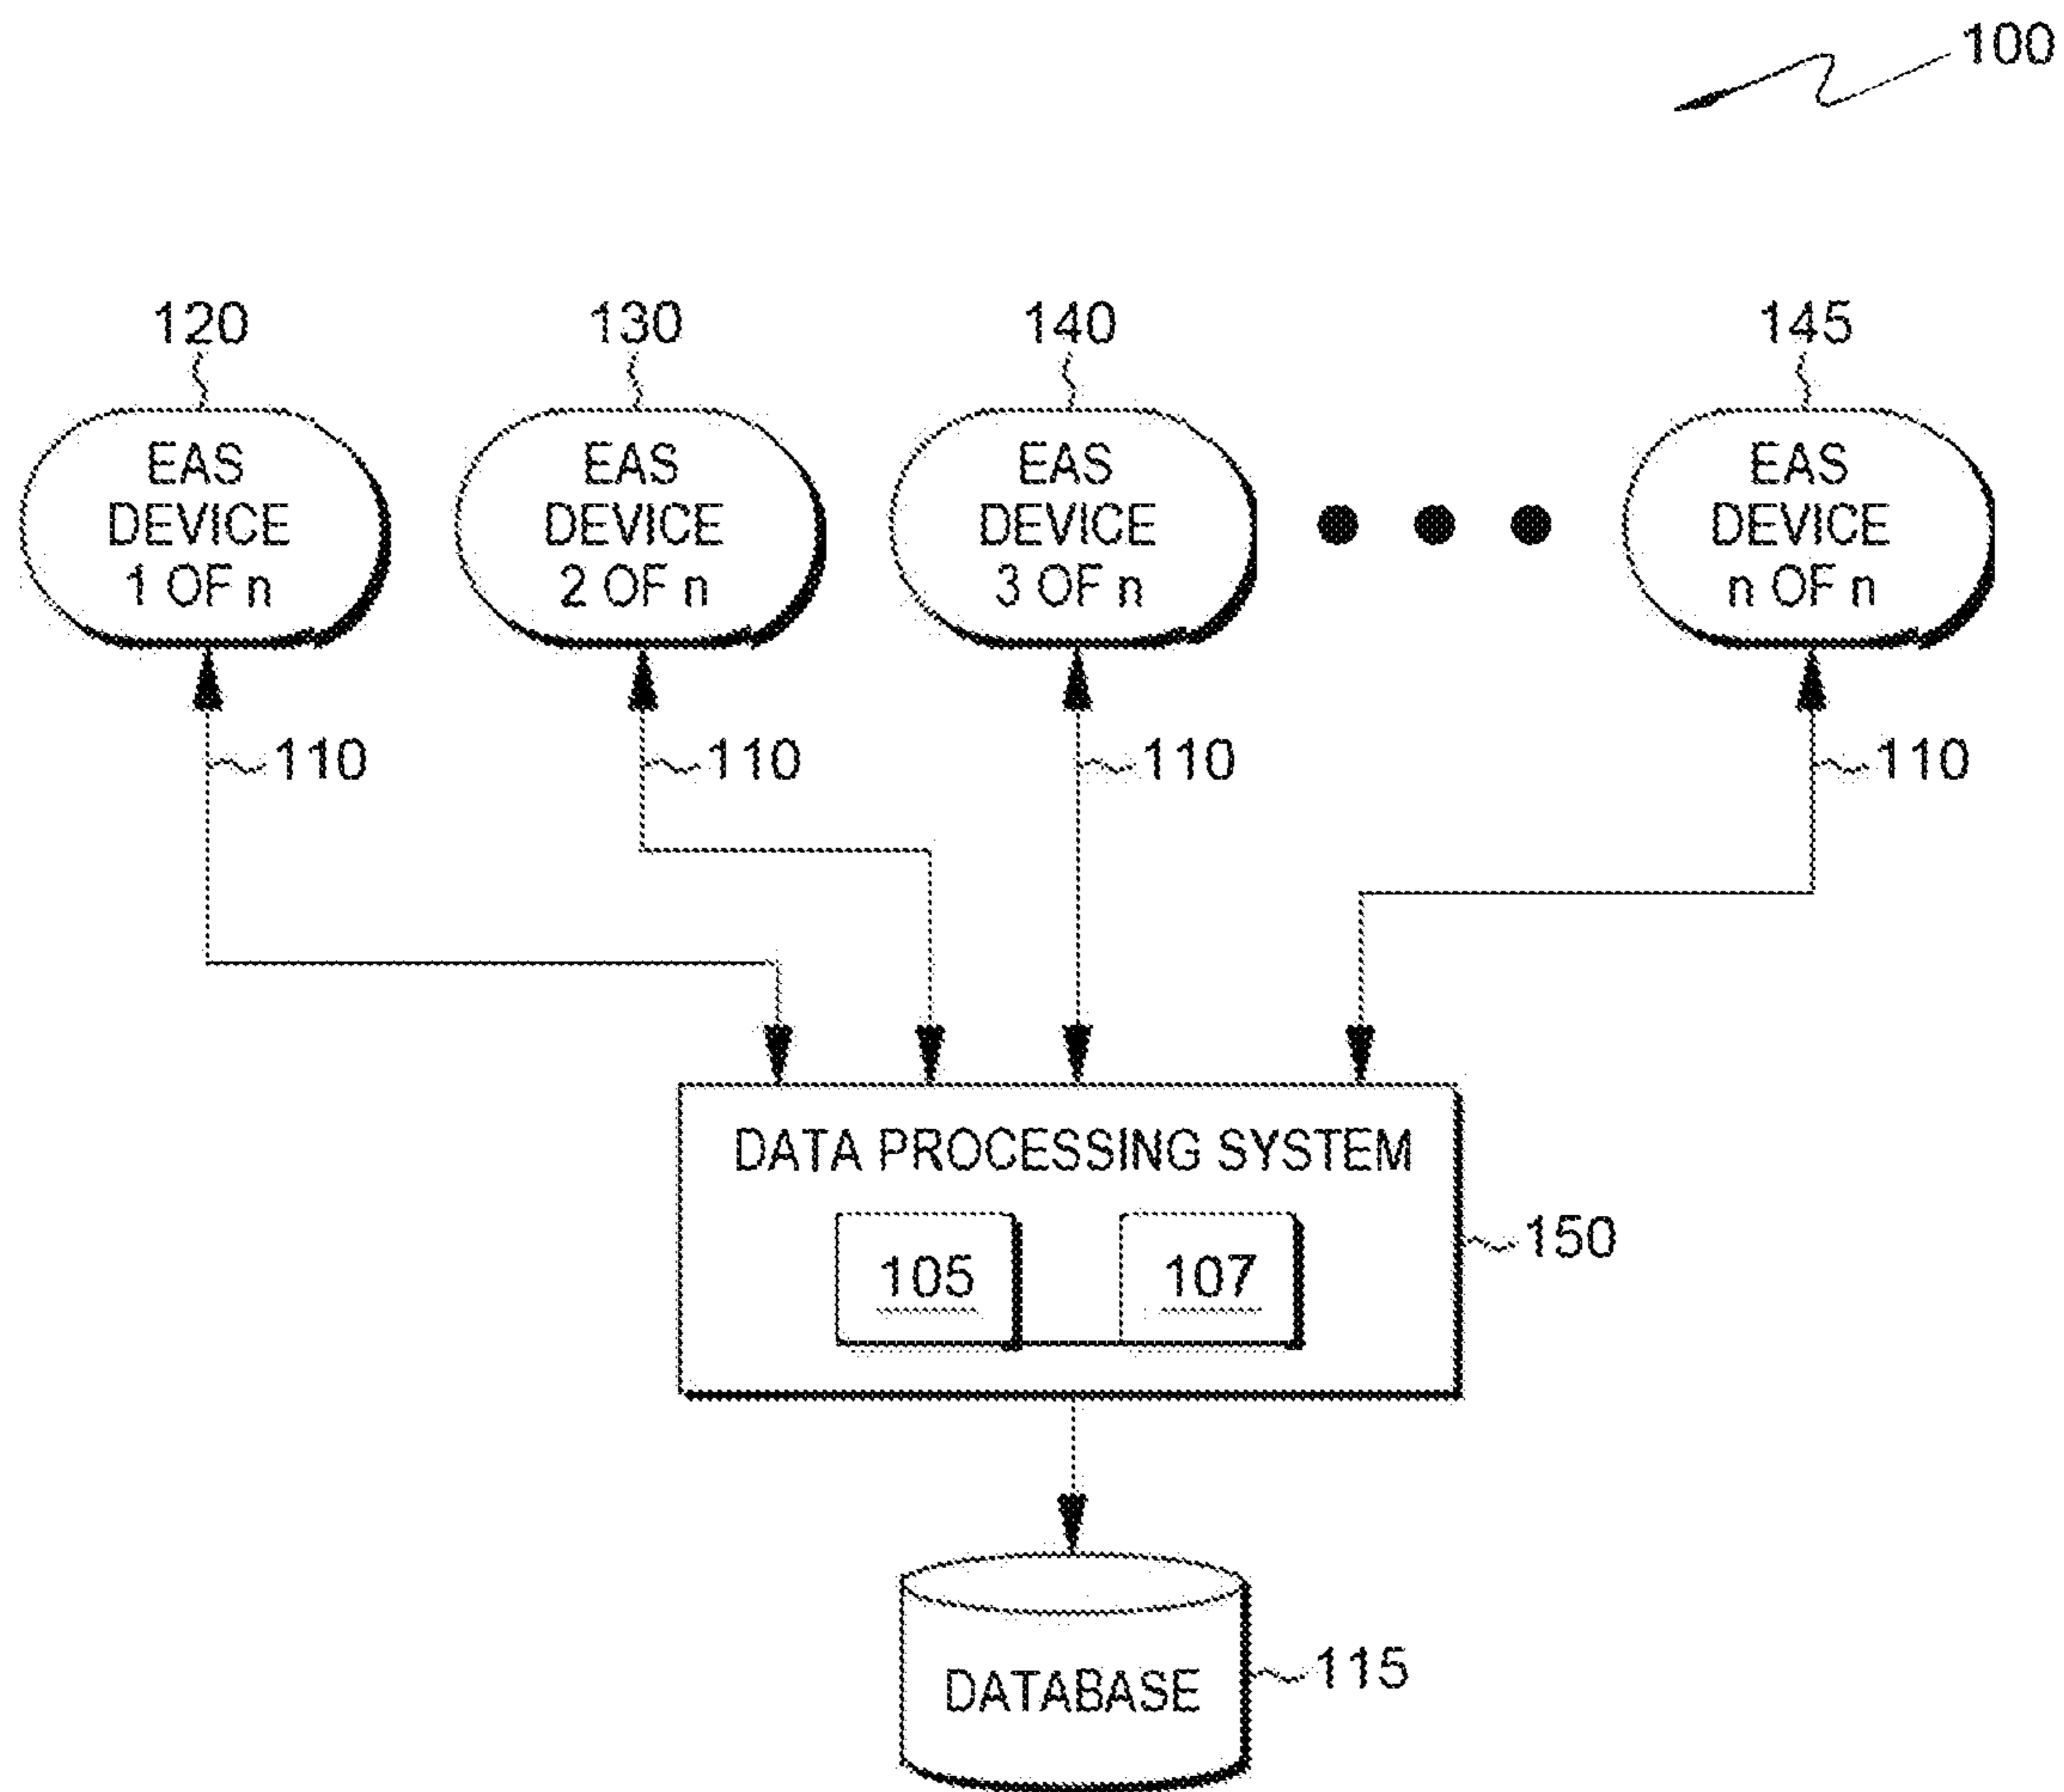 100
120
130
140
145
EAS
DEVICE
1 OF n
EAS
DEVICE
2 OF n
EAS
DEVICE
3 OF n
EAS
DEVICE
n OF n
110
110
110
110
DATA PROCESSING SYSTEM
105
107
150
DATABASE
115